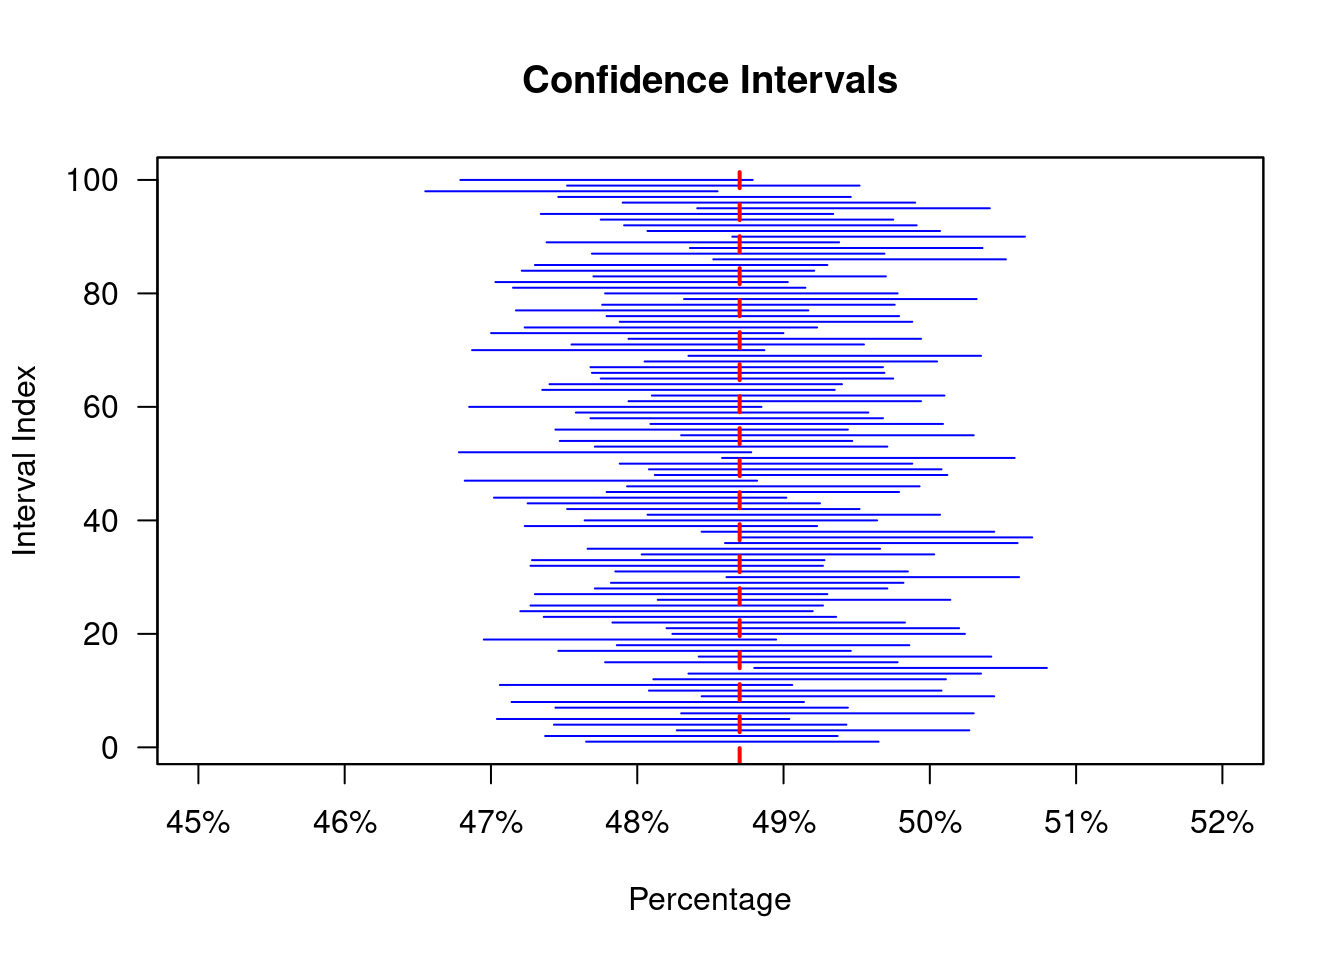 Confidence Intervals
100
80
60
40
20
0
Interval Index
45% 46% 47% 48% 49% 50% 51% 52%
Percentage